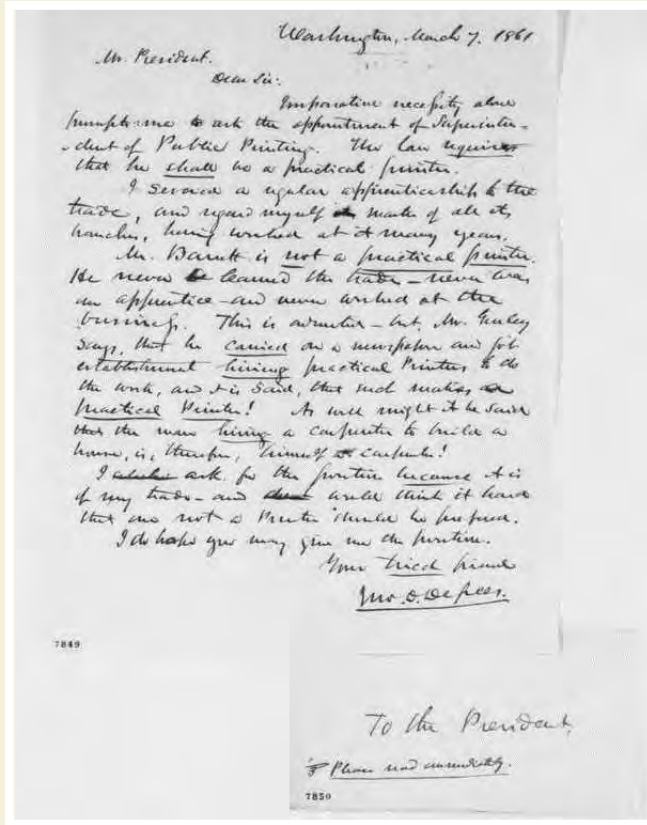 Washington, March 7. 1861
Mr. President.
Dear Sir:
Imperative necessity alone
prompts me to ask the appointment of Superinten-
-dent of Public Printing. The law requires
that he shall be a practical printer.
I served a regular apprenticeship to the
trade, and regard myself master of all its
branches, having worked at it many years.
Mr. Barrett is not a practical printer.
He never learned the trade – never was
an apprentice – and never worked at the
business. This is admitted – but, Mr. Gurley
says, that he carried on a newspaper and job
establishment hiring practical Printers to do
the work, and it is said, that such makes a
practical Printer! As well might it be said
that the man hiring a carpenter to build a
house, is, therefore, himself a carpenter!
I ask for the position because it is
of my trade – and would think it hard
that one not a Printer should be prefered.
I do hope you may give me the position.
Your tried friend
Jno. D. Defrees.
7849
To the President,
Please read immediately.
7850